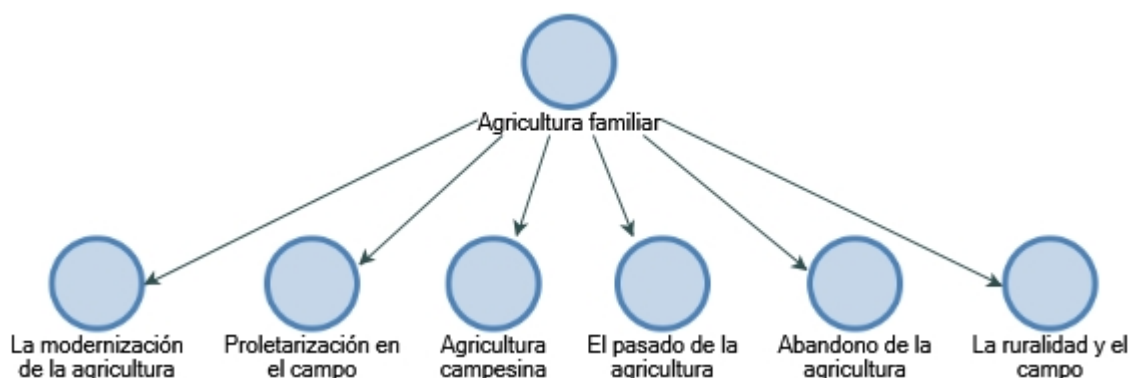 Agricultura familiar
La modernización
de la agricultura
Proletarización en
el campo
Agricultura
campesina
El pasado de la
agricultura
Abandono de la
agricultura
La ruralidad y el
campo